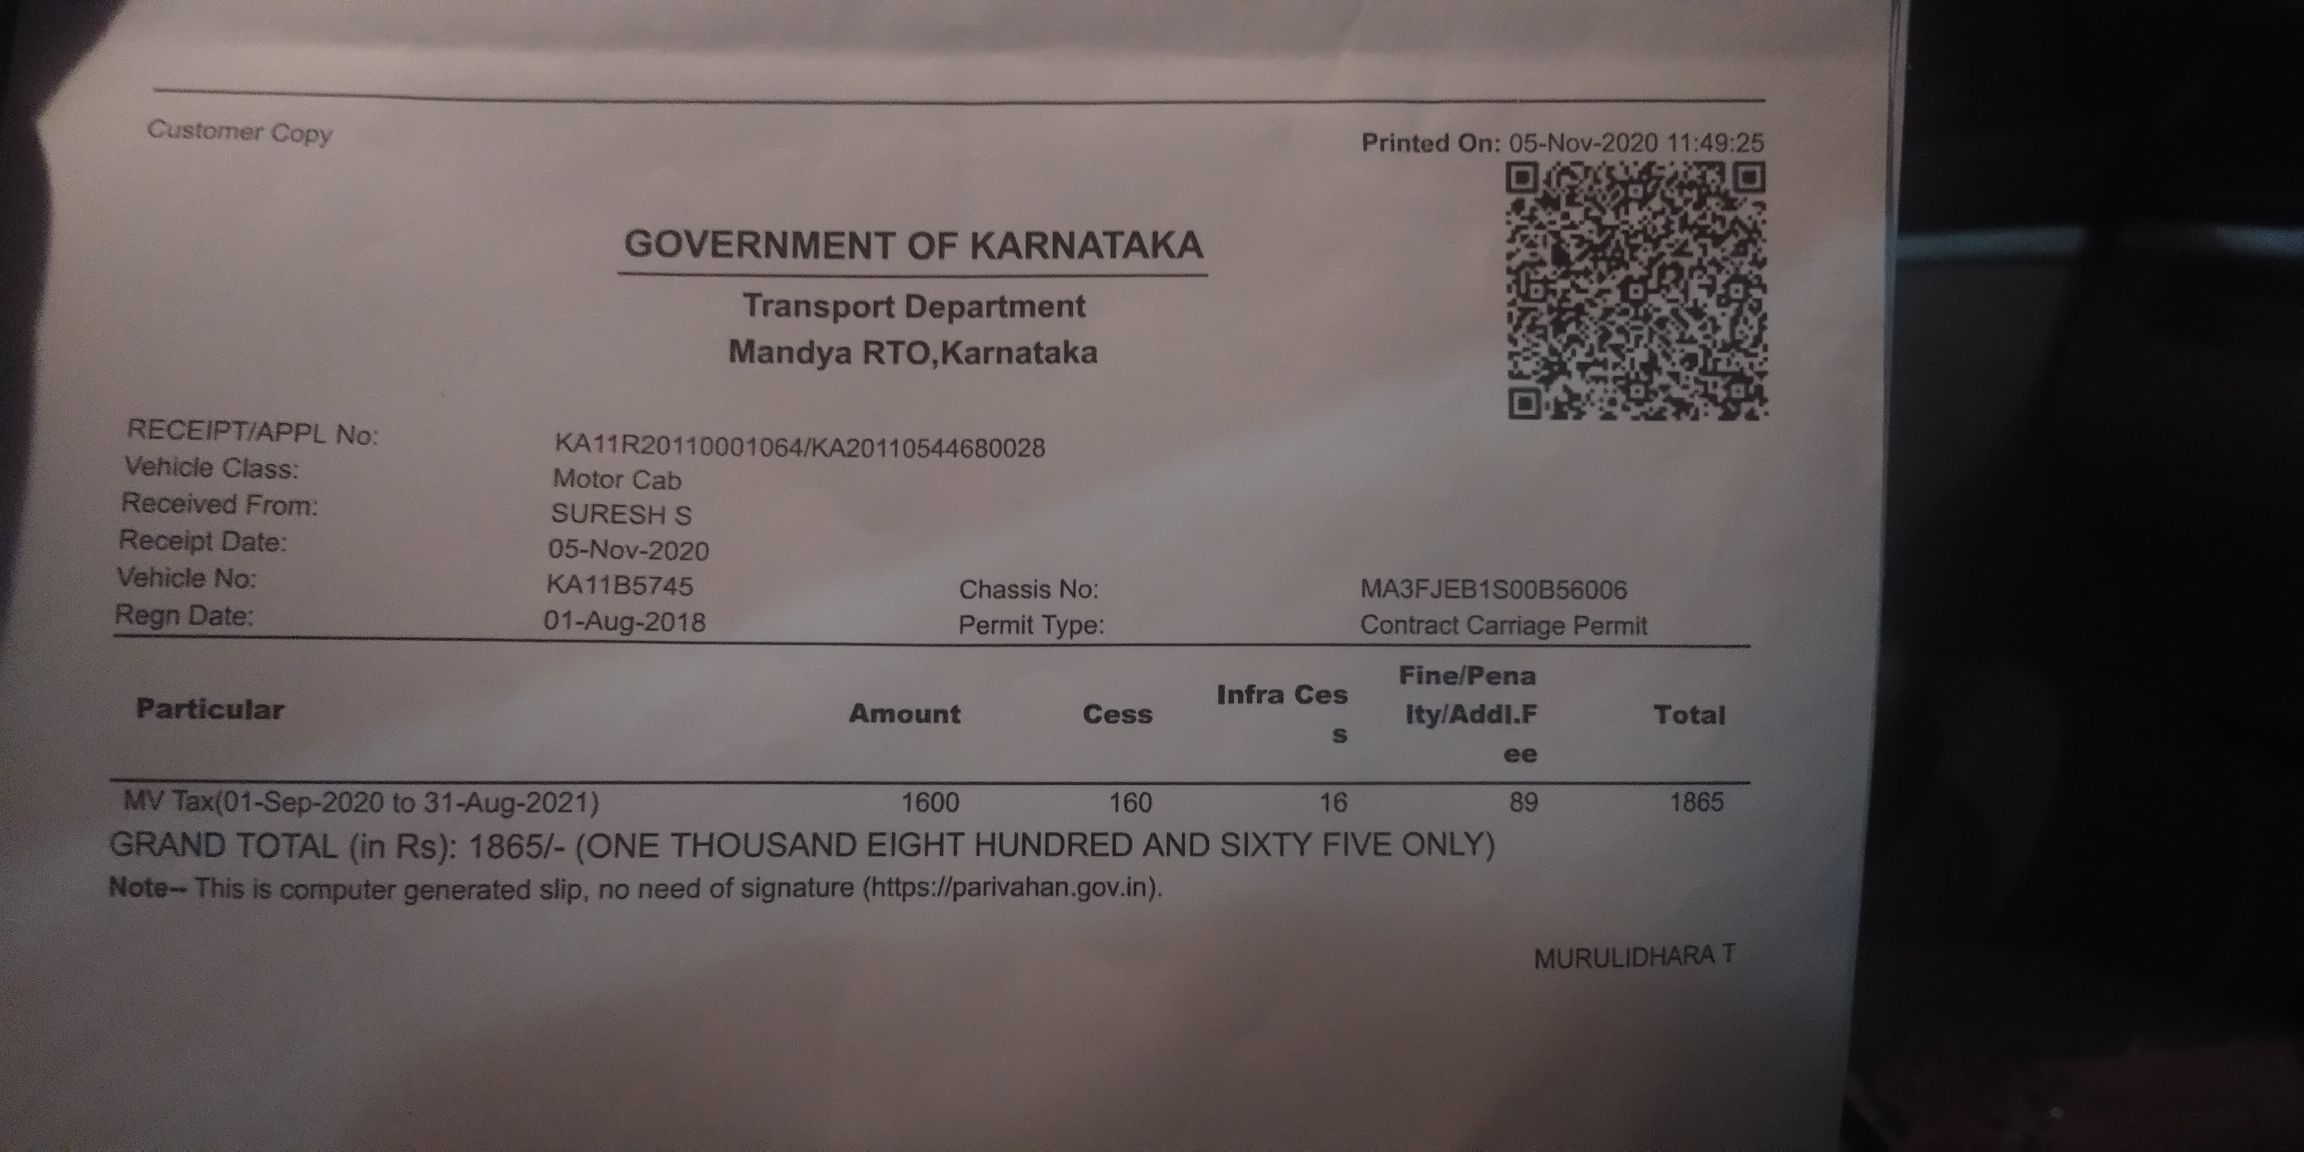 Customer Copy
Printed On: 05-Nov-2020 11:49:25
GOVERNMENT OF KARNATAKA
Transport Department
Mandya RTO,Karnataka
RECEIPT/APPL No: KA11R20110001064/KA20110544680028
Vehicle Class: Motor Cab
Received From: SURESH S
Receipt Date: 05-Nov-2020
Vehicle No: KA11B5745 Chassis No: MA3FJEB1S00B56006
Regn Date: 01-Aug-2018 Permit Type: Contract Carriage Permit
Particular Amount Cess Infra Ces
s Fine/Pena
lty/Addl.F
ee Total
MV Tax(01-Sep-2020 to 31-Aug-2021) 1600 160 16 89 1865
GRAND TOTAL (in Rs): 1865/- (ONE THOUSAND EIGHT HUNDRED AND SIXTY FIVE ONLY)
Note-- This is computer generated slip, no need of signature (https://parivahan.gov.in).
MURULIDHARA T